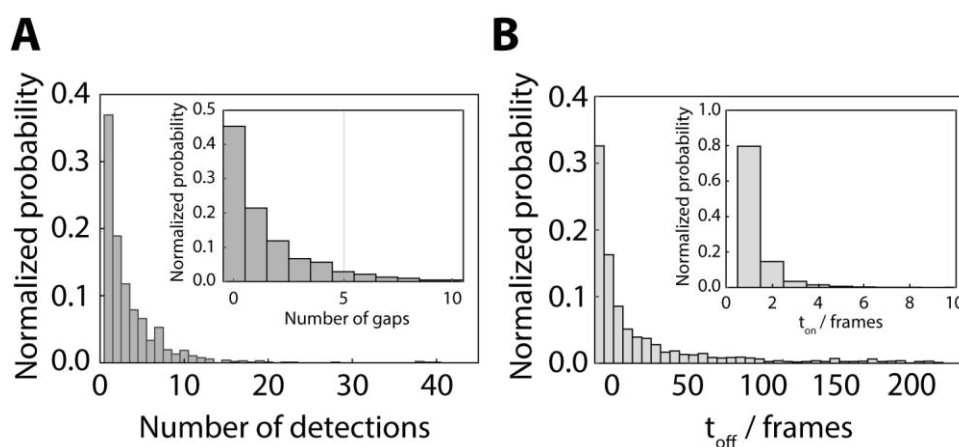 A
B
Normalized probability
0.4
0.3
0.2
0.1
0.0
0 10 20 30 40
Number of detections
Normalized probability
0.5
0.4
0.3
0.2
0.1
0.0
0 5 10
Number of gaps
Normalized probability
0.4
0.3
0.2
0.1
0.0
0 50 100 150 200
t_off / frames
Normalized probability
1.0
0.8
0.6
0.4
0.2
0.0
0 2 4 6 8 10
t_on / frames